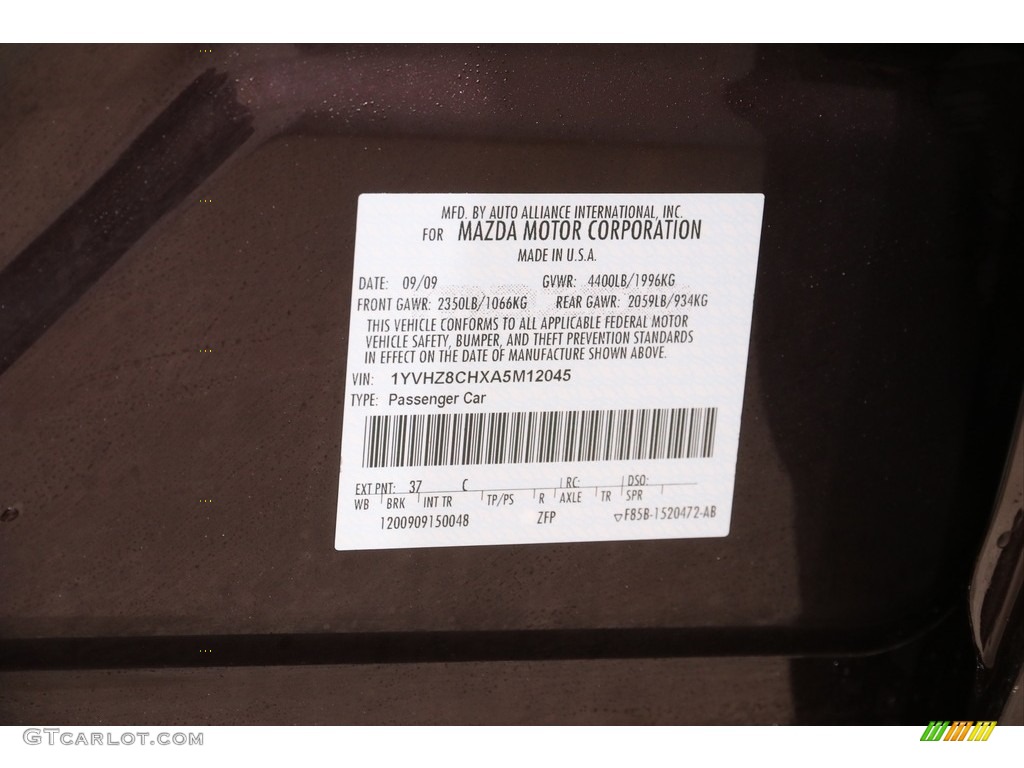 MFD. BY AUTO ALLIANCE INTERNATIONAL, INC.
FOR MAZDA MOTOR CORPORATION
MADE IN U.S.A.
DATE: 09/09 GVWR: 4400LB/1996KG
FRONT GAWR: 2350LB/1066KG REAR GAWR: 2059LB/934KG
THIS VEHICLE CONFORMS TO ALL APPLICABLE FEDERAL MOTOR
VEHICLE SAFETY, BUMPER, AND THEFT PREVENTION STANDARDS
IN EFFECT ON THE DATE OF MANUFACTURE SHOWN ABOVE.
VIN: 1YVHZ8CHXA5M12045
TYPE: Passenger Car
EXT PNT: 37 C RC: DSO:
WB BRK INT TR TP/PS R AXLE TR SPR
1200909150048 ZFP ▽F85B-1520472-AB
GTCARLOT.COM